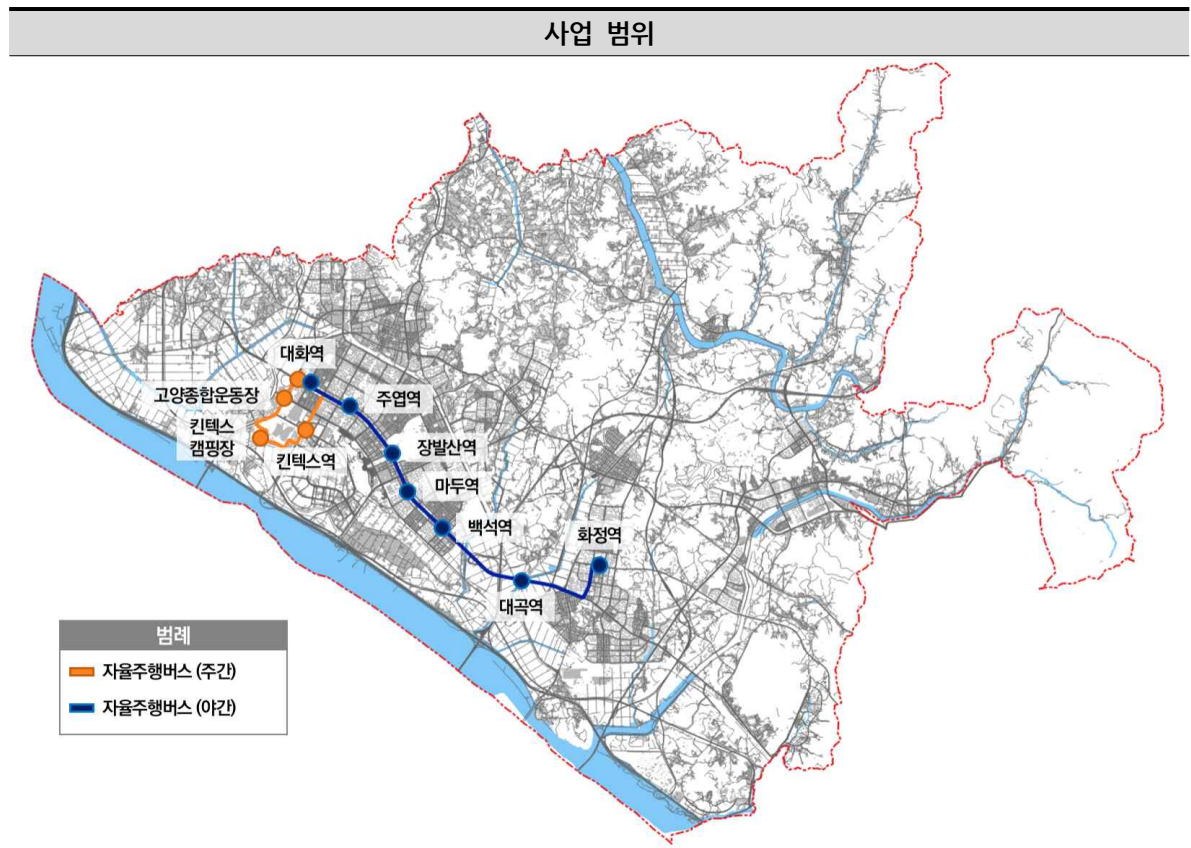 사업 범위
대화역
고양종합운동장
주엽역
킨텍스
캠핑장
킨텍스역
장발산역
마두역
백석역
화정역
대곡역
범례
자율주행버스 (주간)
자율주행버스 (야간)